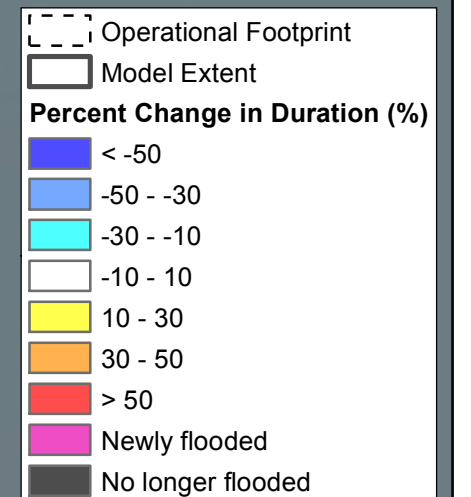 Operational Footprint
Model Extent
Percent Change in Duration (%)
< -50
-50 - -30
-30 - -10
-10 - 10
10 - 30
30 - 50
> 50
Newly flooded
No longer flooded